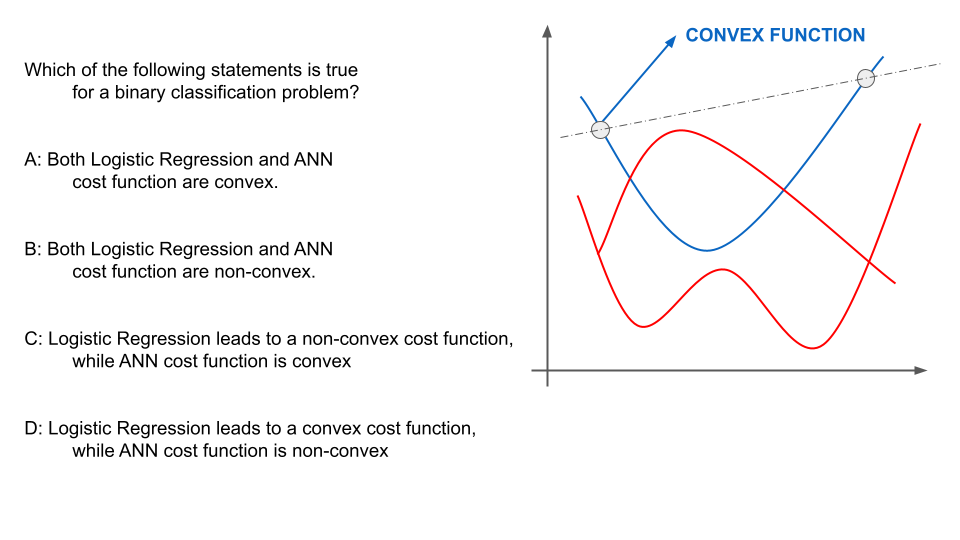 Which of the following statements is true
for a binary classification problem?
A: Both Logistic Regression and ANN
cost function are convex.
B: Both Logistic Regression and ANN
cost function are non-convex.
C: Logistic Regression leads to a non-convex cost function,
while ANN cost function is convex
D: Logistic Regression leads to a convex cost function,
while ANN cost function is non-convex
CONVEX FUNCTION